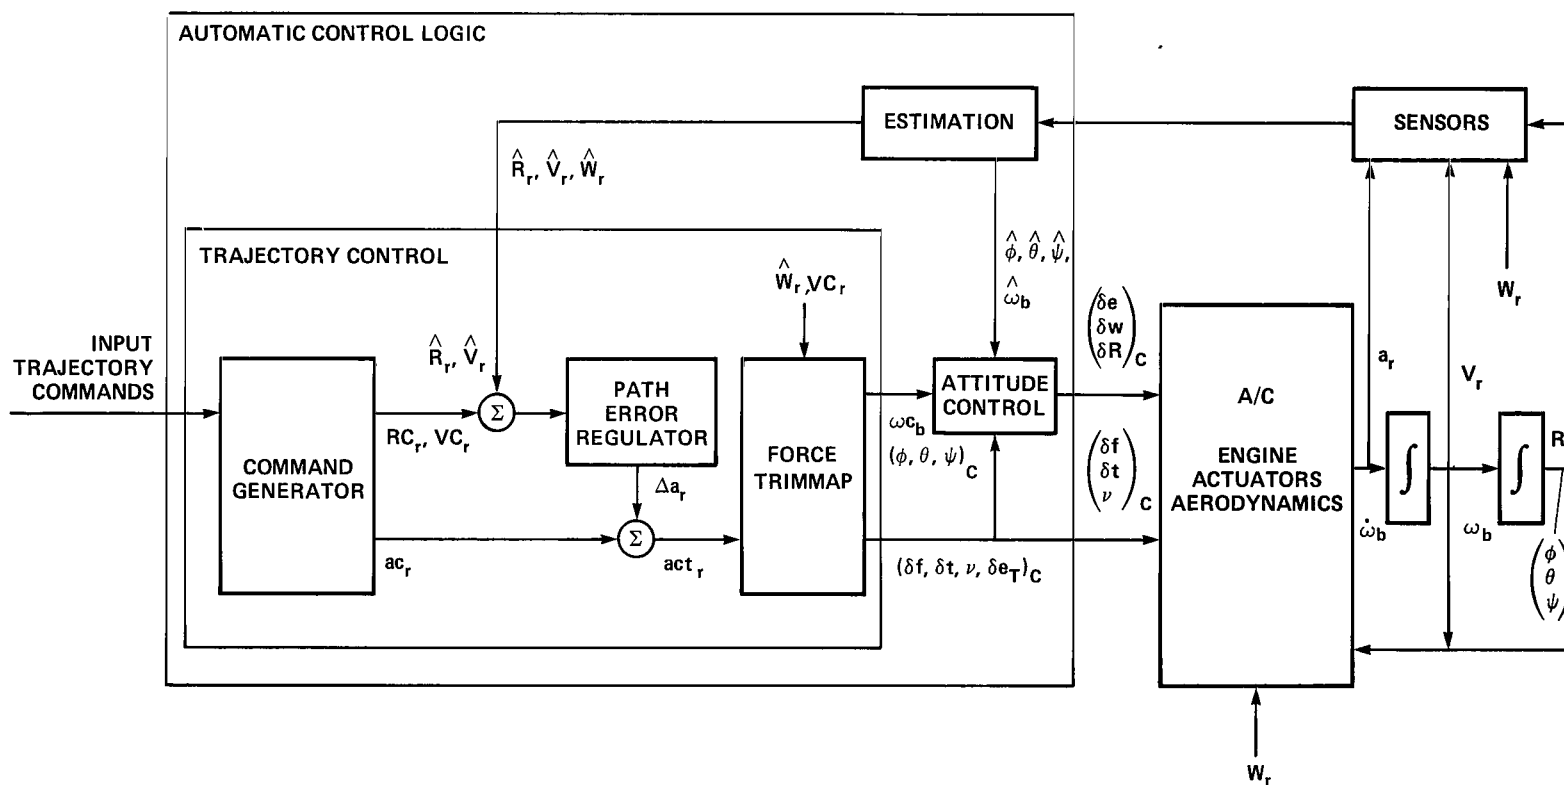 AUTOMATIC CONTROL LOGIC
ESTIMATION
SENSORS
R̂r, V̂r, Ŵr
TRAJECTORY CONTROL
Ŵr, VCr
ϕ̂, θ̂, ψ̂,
ω̂b
Wr
INPUT
TRAJECTORY
COMMANDS
R̂r, V̂r
Σ
RCr, VCr
COMMAND
GENERATOR
PATH
ERROR
REGULATOR
Δar
Σ
acr
actr
FORCE
TRIMMAP
ωcb
(ϕ, θ, ψ)C
ATTITUDE
CONTROL
(δf, δt, ν, δeT)C
(δe
δw
δR)C
(δf
δt
ν)C
A/C
ENGINE
ACTUATORS
AERODYNAMICS
ar
Vr
∫
∫
R
ω̇b
ωb
(ϕ
θ
ψ)
Wr